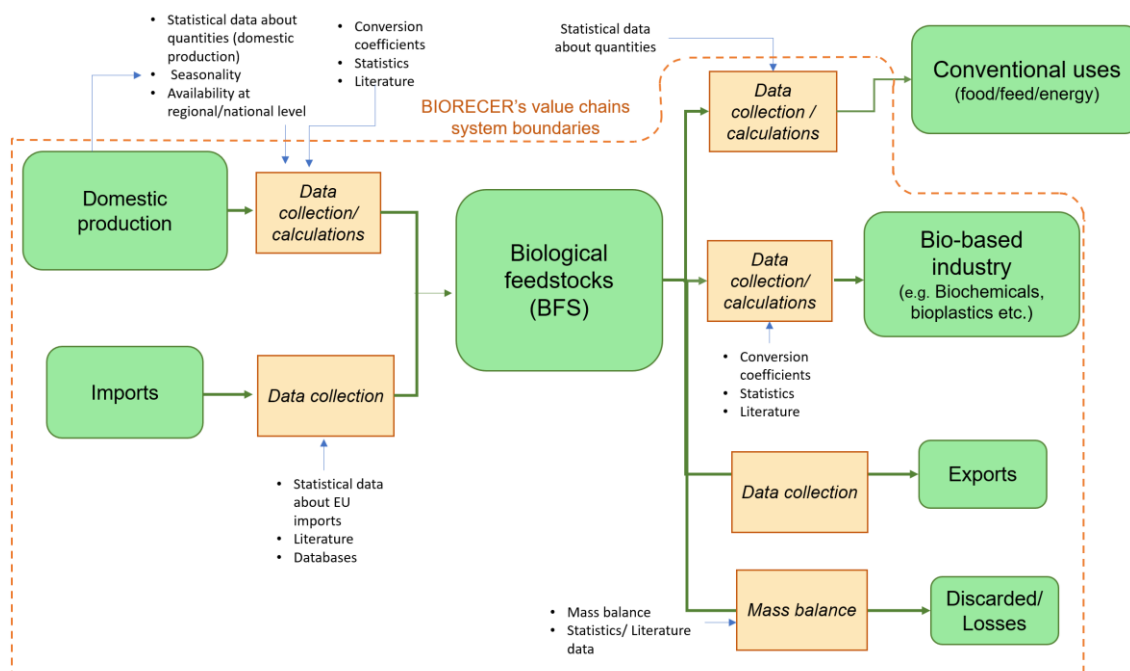 • Statistical data about
quantities (domestic
production)
• Seasonality
• Availability at
regional/national level
• Conversion
coefficients
• Statistics
• Literature
Statistical data
about quantities
BIORECER's value chains
system boundaries
Data
collection /
calculations
Conventional uses
(food/feed/energy)
Domestic
production
Data
collection/
calculations
Biological
feedstocks
(BFS)
Data
collection/
calculations
Bio-based
industry
(e.g. Biochemicals,
bioplastics etc.)
Imports
Data collection
• Conversion
coefficients
• Statistics
• Literature
• Statistical data
about EU
imports
• Literature
• Databases
Data collection
Exports
• Mass balance
• Statistics/ Literature
data
Mass balance
Discarded/
Losses